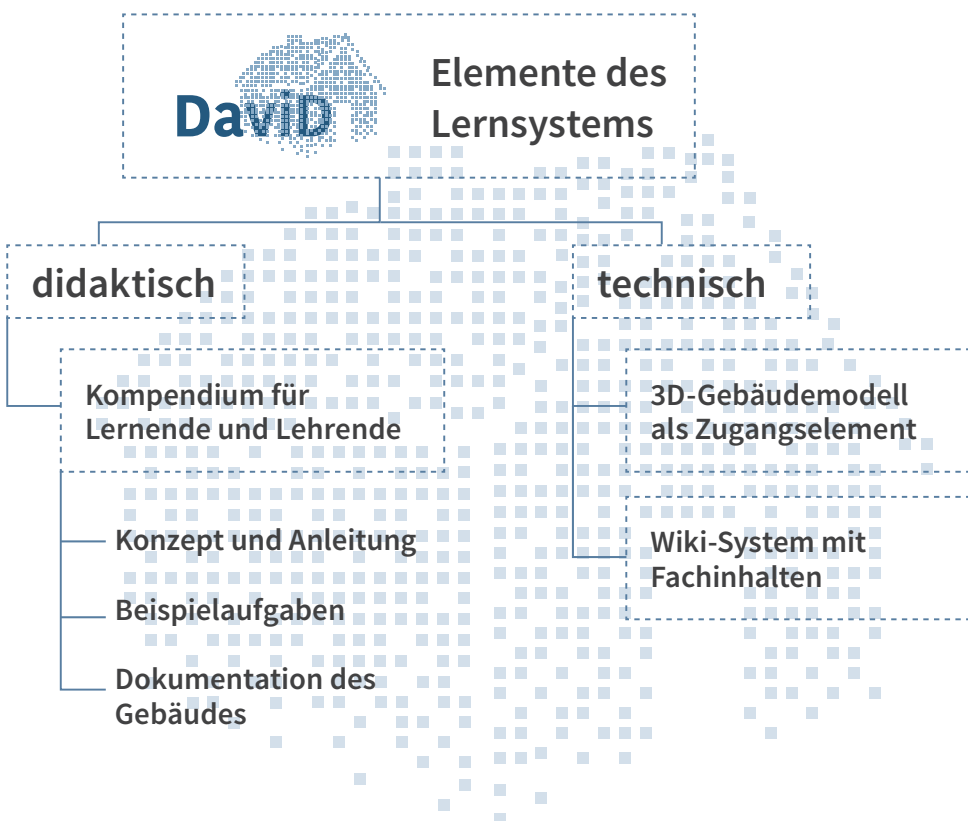 DaviD
Elemente des
Lernsystems
didaktisch
technisch
Kompendium für
Lernende und Lehrende
Konzept und Anleitung
Beispielaufgaben
Dokumentation des
Gebäudes
3D-Gebäudemodell
als Zugangselement
Wiki-System mit
Fachinhalten